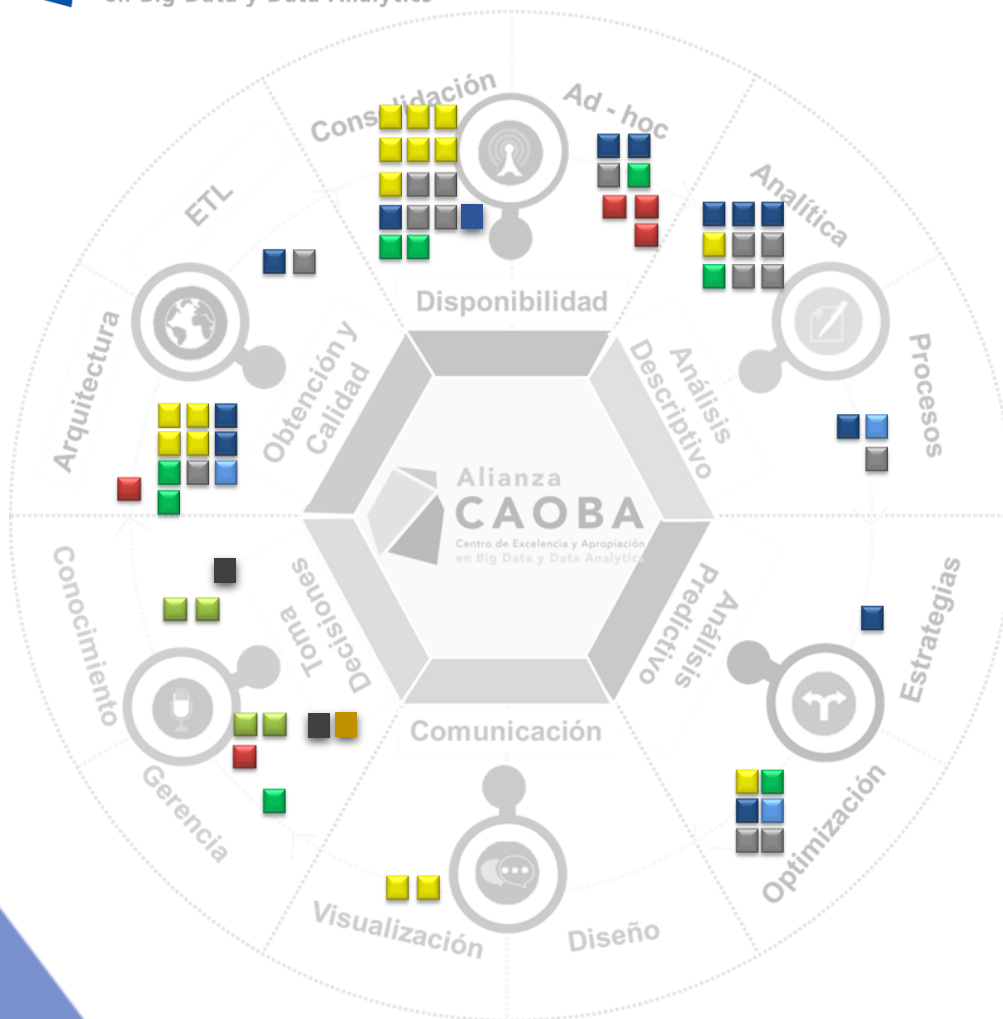 en Big Data y Data Analytics
Consolidación
Ad - hoc
ETL
Analítica
Disponibilidad
Arquitectura
Obtención y
Calidad
Análisis
Descriptivo
Procesos
Alianza
CAOBA
Centro de Excelencia y Apropiación
en Big Data y Data Analytics
Conocimiento
Toma
Decisiones
Análisis
Predictivo
Estrategias
Comunicación
Gerencia
Optimización
Visualización
Diseño